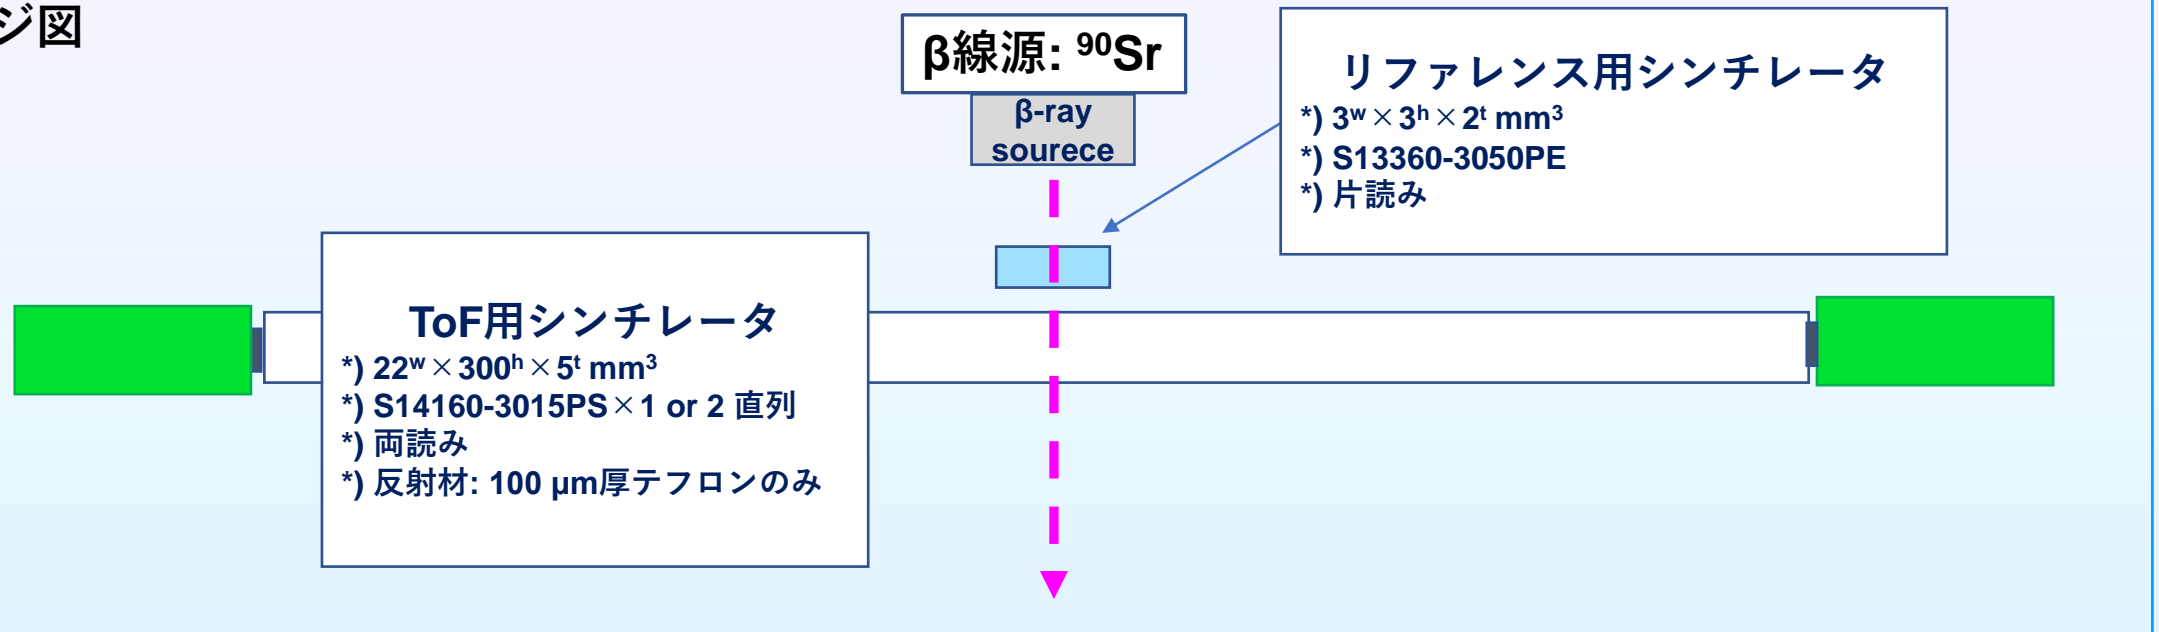 ジ図
β線源: ⁹⁰Sr
β-ray
sourece
リファレンス用シンチレータ
*) 3ʷ×3ʰ×2ᵗ mm³
*) S13360-3050PE
*) 片読み
ToF用シンチレータ
*) 22ʷ×300ʰ×5ᵗ mm³
*) S14160-3015PS×1 or 2 直列
*) 両読み
*) 反射材: 100 μm厚テフロンのみ